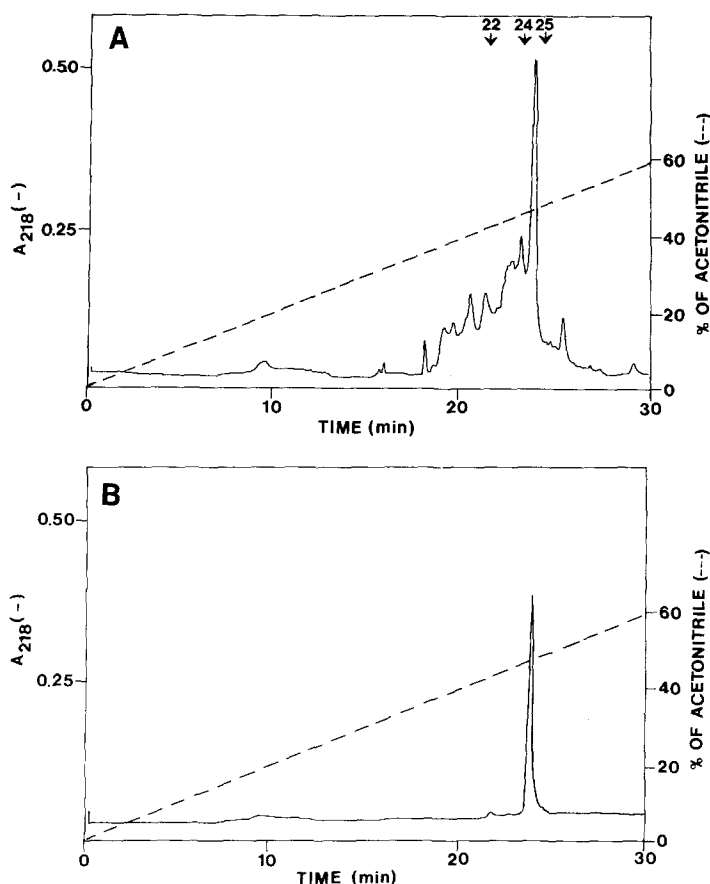 A
22 24 25
0.50
0.25
A218(-)
60
40
20
0
% OF ACETONITRILE (---)
0 10 20 30
TIME (min)
B
0.50
0.25
A218(-)
60
40
20
0
% OF ACETONITRILE (---)
0 10 20 30
TIME (min)